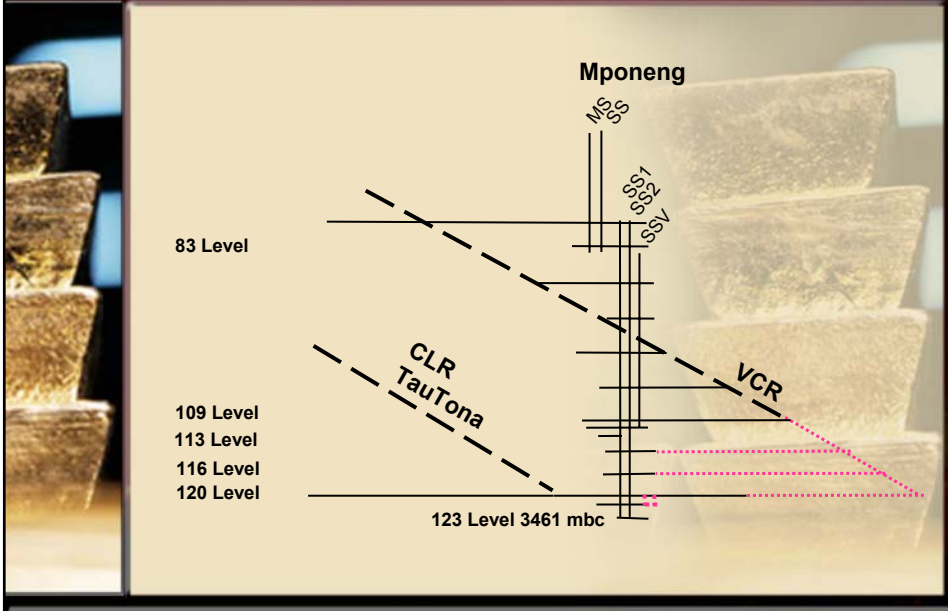 Mponeng
MS
SS
SS1
SS2
SSV
83 Level
CLR
TauTona
VCR
109 Level
113 Level
116 Level
120 Level
123 Level 3461 mbc